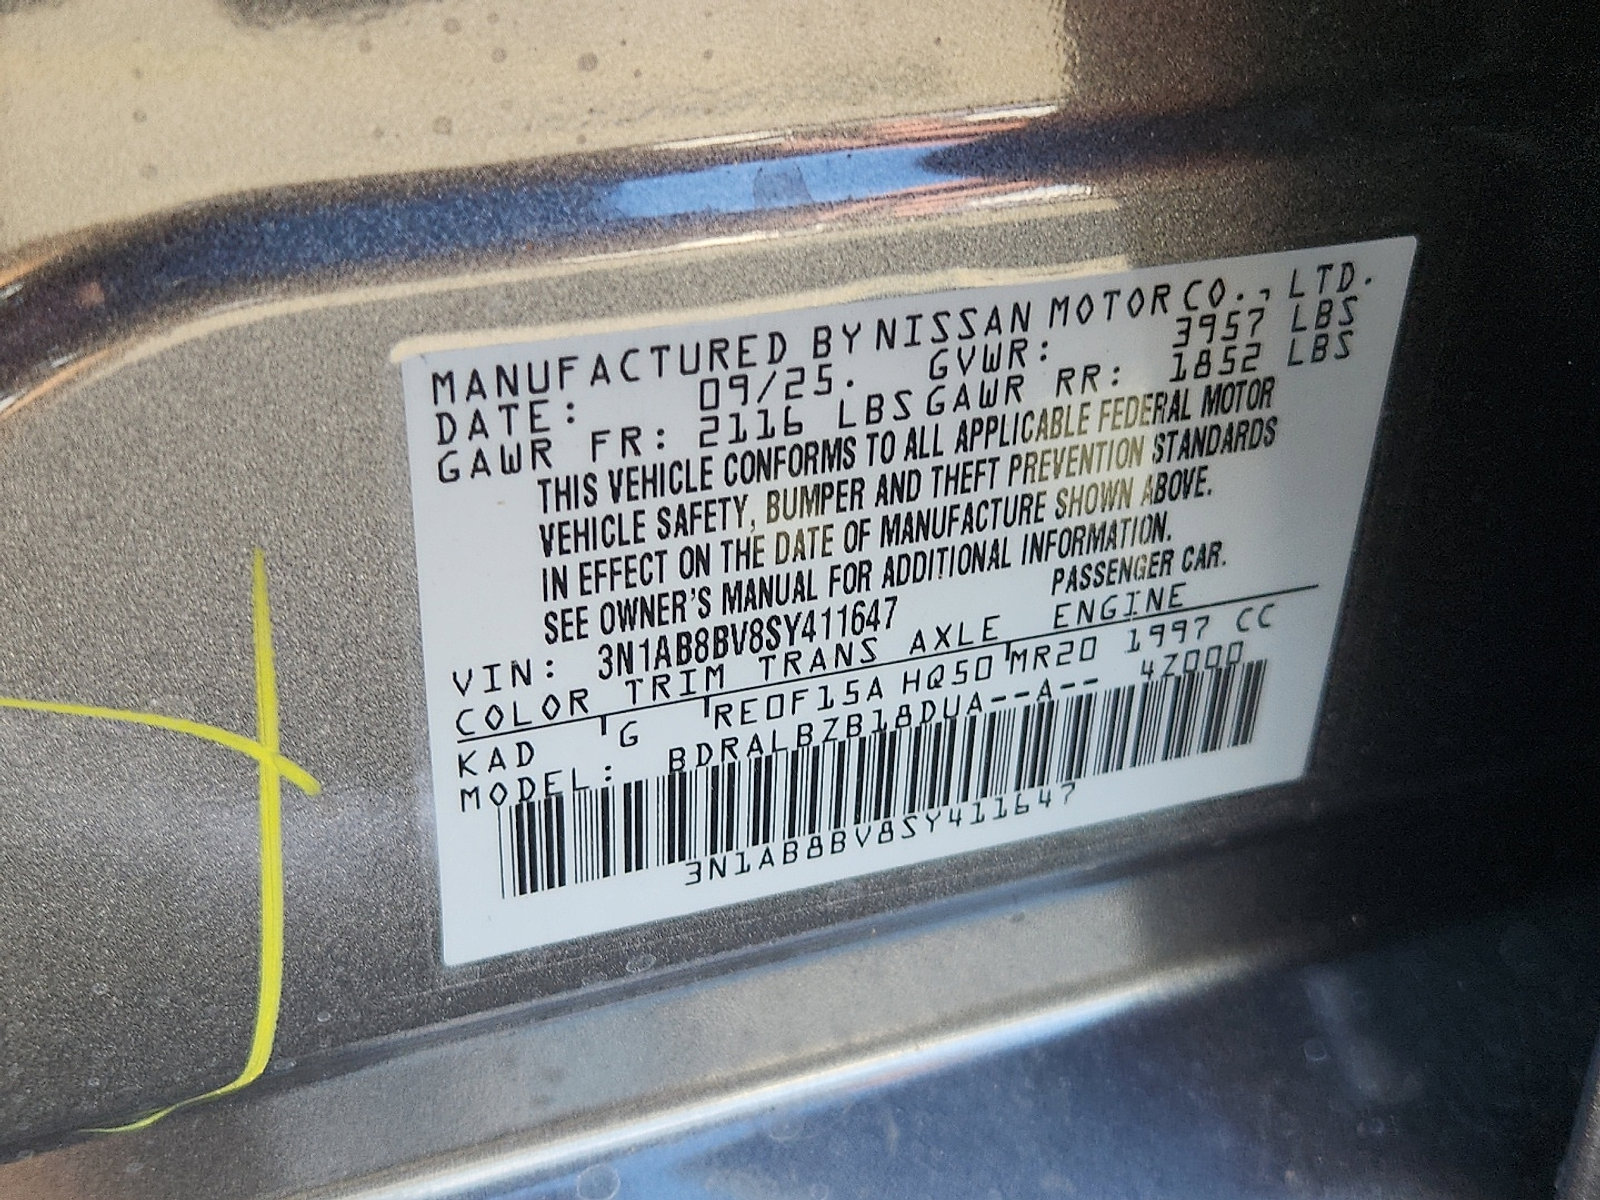 MANUFACTURED BY NISSAN MOTOR CO., LTD.
DATE: 09/25. GVWR: 3957 LBS
GAWR FR: 2116 LBS GAWR RR: 1852 LBS
THIS VEHICLE CONFORMS TO ALL APPLICABLE FEDERAL MOTOR
VEHICLE SAFETY, BUMPER AND THEFT PREVENTION STANDARDS
IN EFFECT ON THE DATE OF MANUFACTURE SHOWN ABOVE.
SEE OWNER'S MANUAL FOR ADDITIONAL INFORMATION.
VIN: 3N1AB8BV8SY411647 PASSENGER CAR.
COLOR TRIM TRANS AXLE ENGINE
KAD G RE0F15A HQ50 MR20 1997 CC
MODEL: BDRALBZB18DUA--A-- 4Z000
3N1AB8BV8SY411647